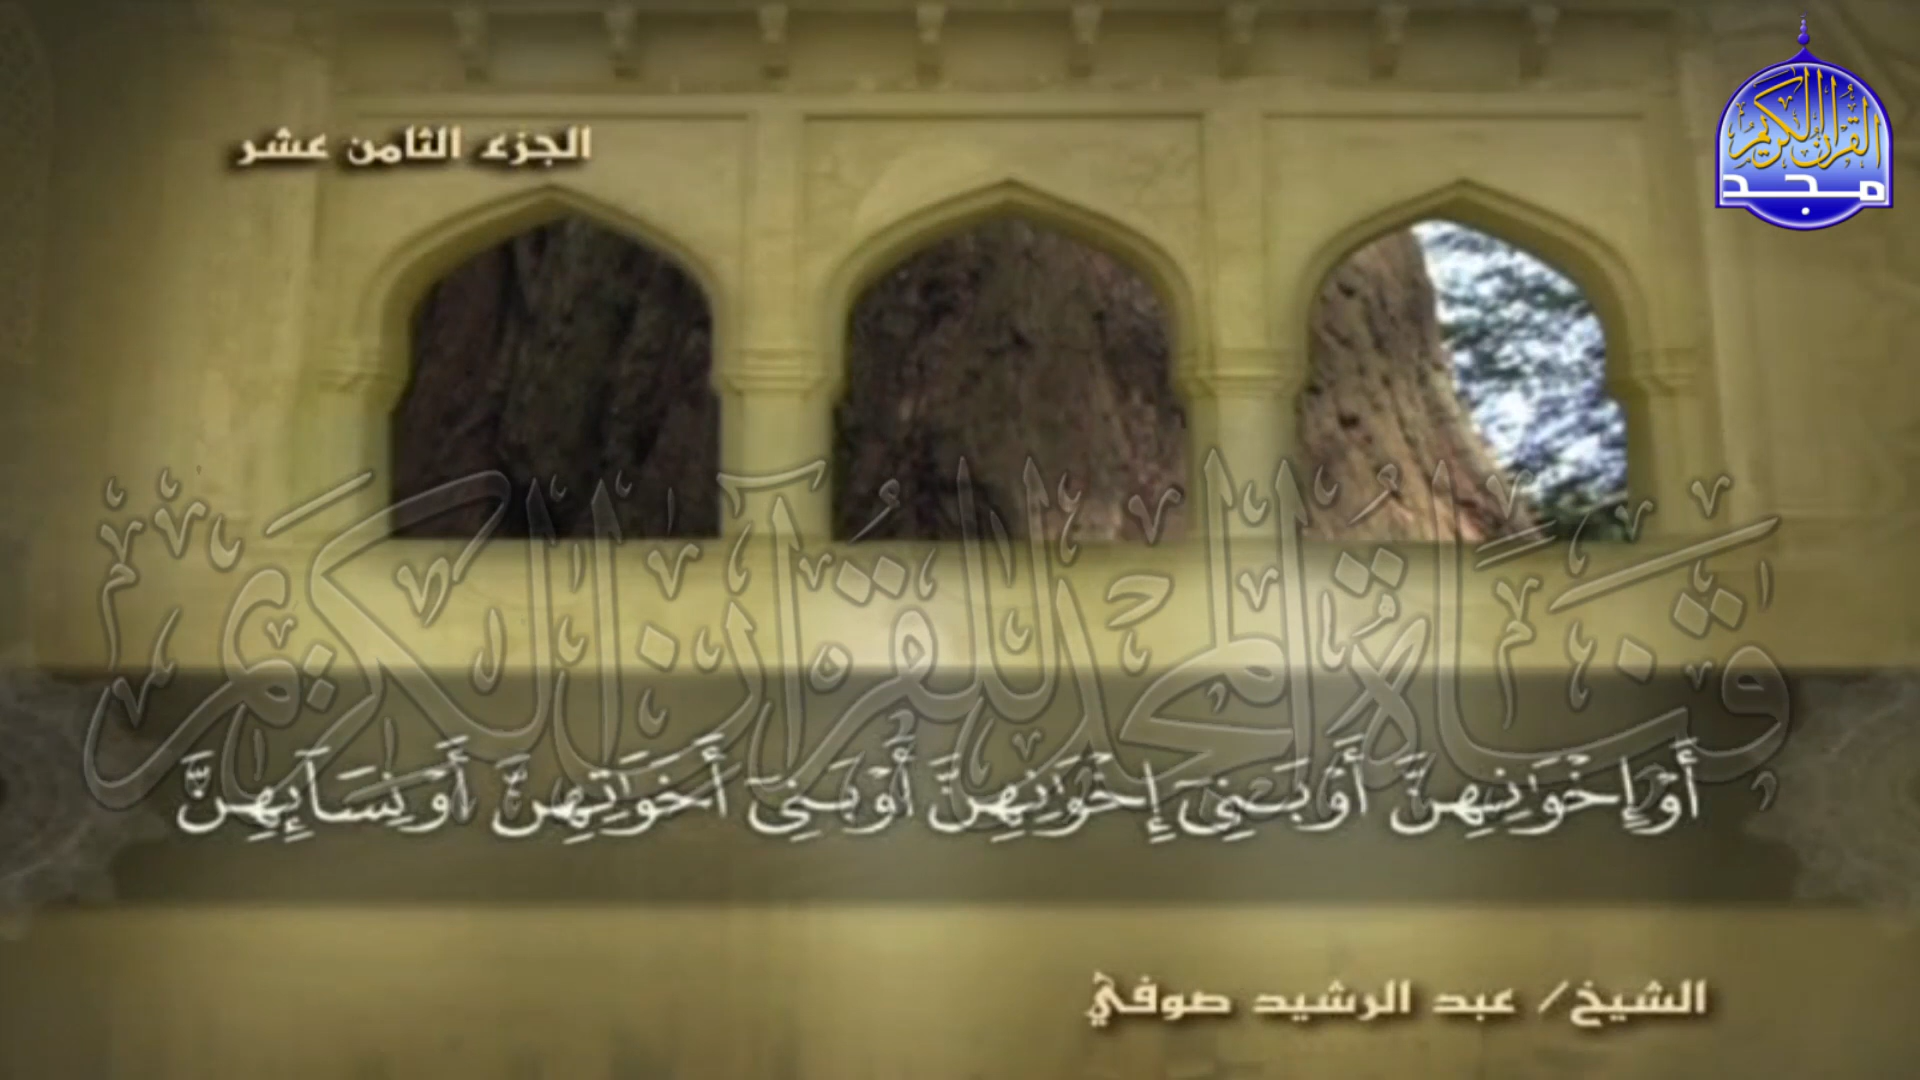 القرآن الكريم
مجد
الجزء الثامن عشر
قناة المجد للقرآن الكريم
أَوْ إِخْوَٰنِهِنَّ أَوْ بَنِىٓ إِخْوَٰنِهِنَّ أَوْ بَنِىٓ أَخَوَٰتِهِنَّ أَوْ نِسَآئِهِنَّ
الشيخ/ عبد الرشيد صوفي